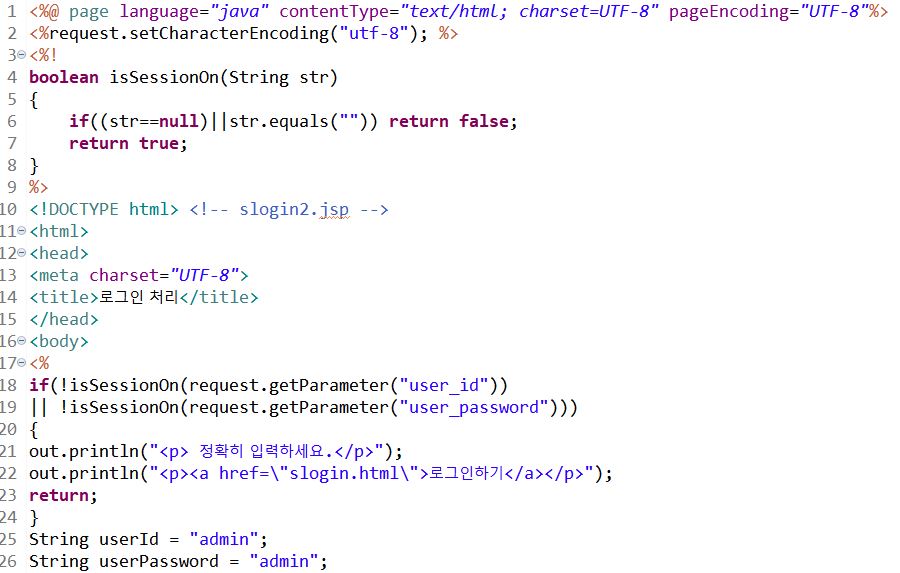 1 <%@ page language="java" contentType="text/html; charset=UTF-8" pageEncoding="UTF-8"%>
2 <%request.setCharacterEncoding("utf-8"); %>
3 <%!
4 boolean isSessionOn(String str)
5 {
6     if((str==null)||str.equals("")) return false;
7     return true;
8 }
9 %>
10 <!DOCTYPE html> <!-- slogin2.jsp -->
11 <html>
12 <head>
13 <meta charset="UTF-8">
14 <title>로그인 처리</title>
15 </head>
16 <body>
17 <%
18 if(!isSessionOn(request.getParameter("user_id"))
19 || !isSessionOn(request.getParameter("user_password")))
20 {
21 out.println("<p> 정확히 입력하세요.</p>");
22 out.println("<p><a href=\"slogin.html\">로그인하기</a></p>");
23 return;
24 }
25 String userId = "admin";
26 String userPassword = "admin";